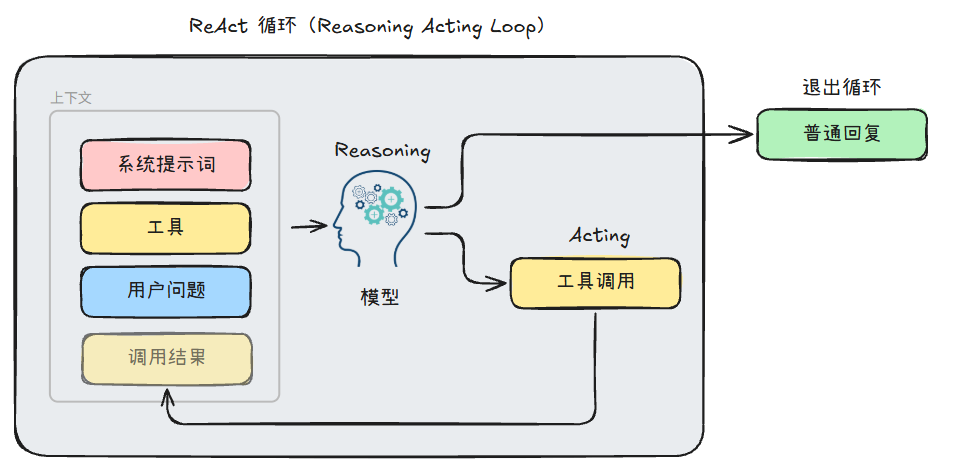 ReAct 循环（Reasoning Acting Loop）
上下文
系统提示词
工具
用户问题
调用结果
Reasoning
模型
Acting
工具调用
退出循环
普通回复